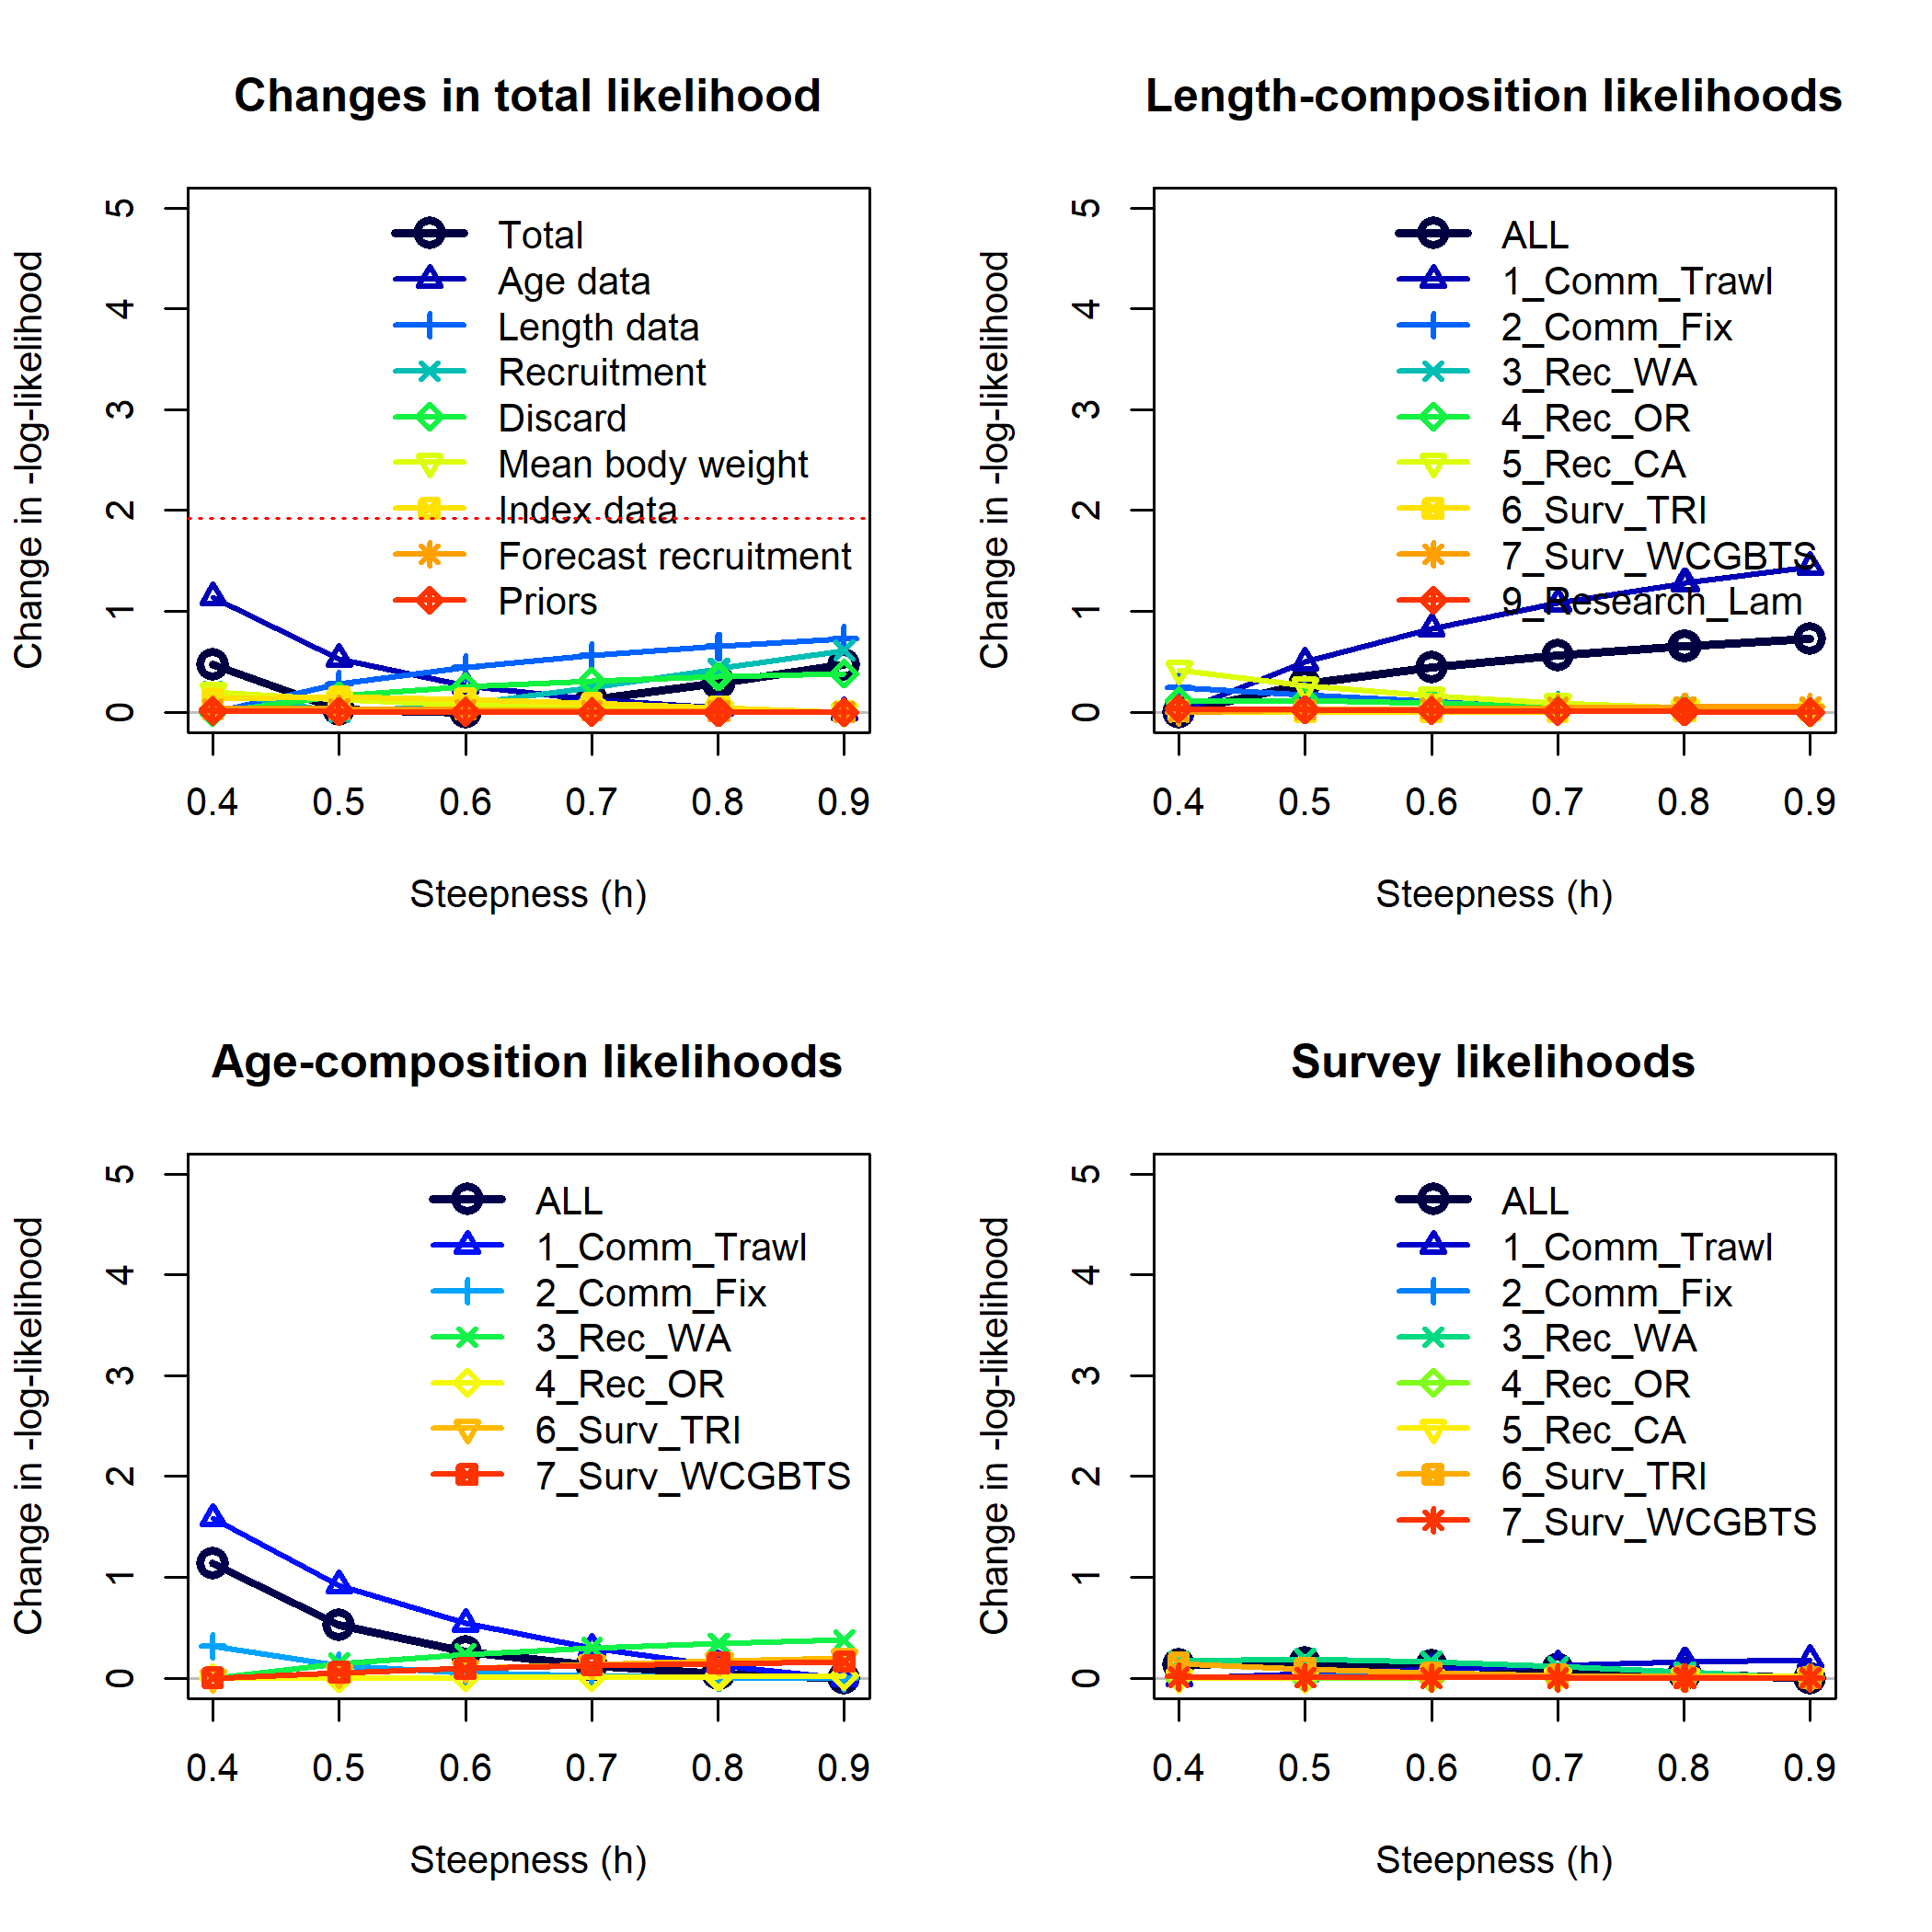 Changes in total likelihood
Change in -log-likelihood
5
4
3
2
1
0
Total
Age data
Length data
Recruitment
Discard
Mean body weight
Index data
Forecast recruitment
Priors
0.4 0.5 0.6 0.7 0.8 0.9
Steepness (h)
Length-composition likelihoods
Change in -log-likelihood
5
4
3
2
1
0
ALL
1_Comm_Trawl
2_Comm_Fix
3_Rec_WA
4_Rec_OR
5_Rec_CA
6_Surv_TRI
7_Surv_WCGBTS
9_Research_Lam
0.4 0.5 0.6 0.7 0.8 0.9
Steepness (h)
Age-composition likelihoods
Change in -log-likelihood
5
4
3
2
1
0
ALL
1_Comm_Trawl
2_Comm_Fix
3_Rec_WA
4_Rec_OR
6_Surv_TRI
7_Surv_WCGBTS
0.4 0.5 0.6 0.7 0.8 0.9
Steepness (h)
Survey likelihoods
Change in -log-likelihood
5
4
3
2
1
0
ALL
1_Comm_Trawl
2_Comm_Fix
3_Rec_WA
4_Rec_OR
5_Rec_CA
6_Surv_TRI
7_Surv_WCGBTS
0.4 0.5 0.6 0.7 0.8 0.9
Steepness (h)